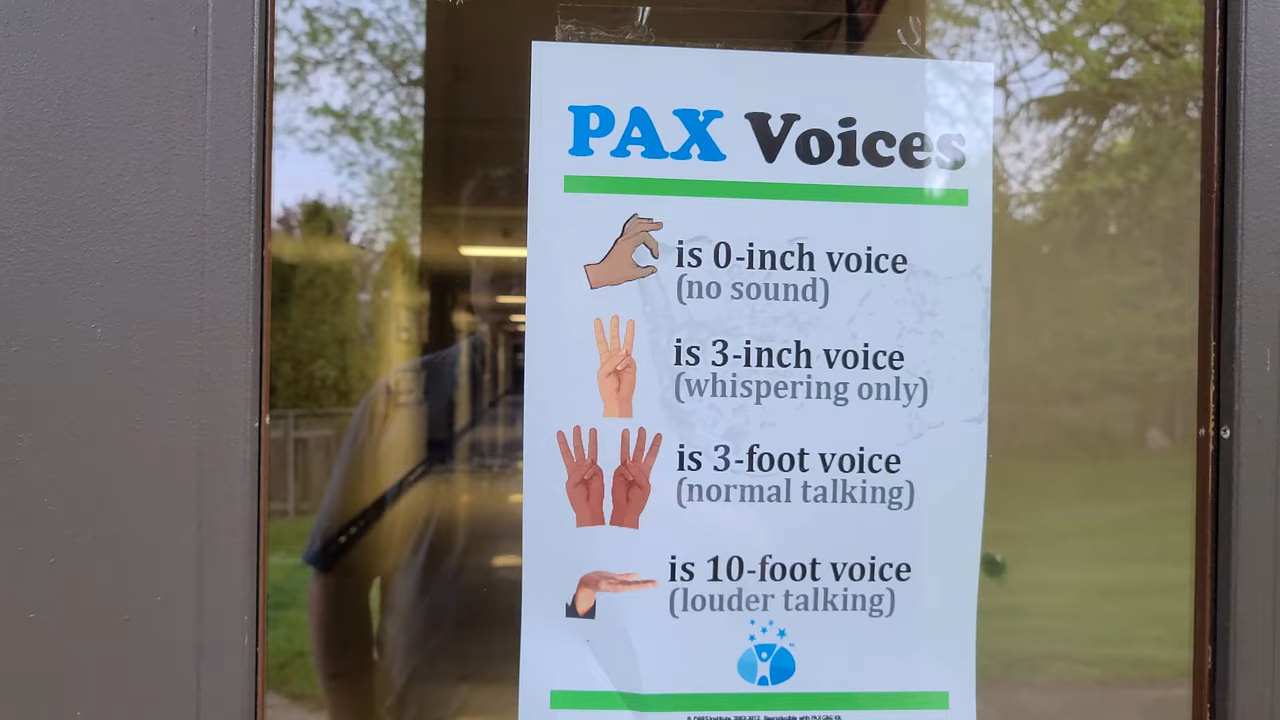 PAX Voices
is 0-inch voice
(no sound)
is 3-inch voice
(whispering only)
is 3-foot voice
(normal talking)
is 10-foot voice
(louder talking)